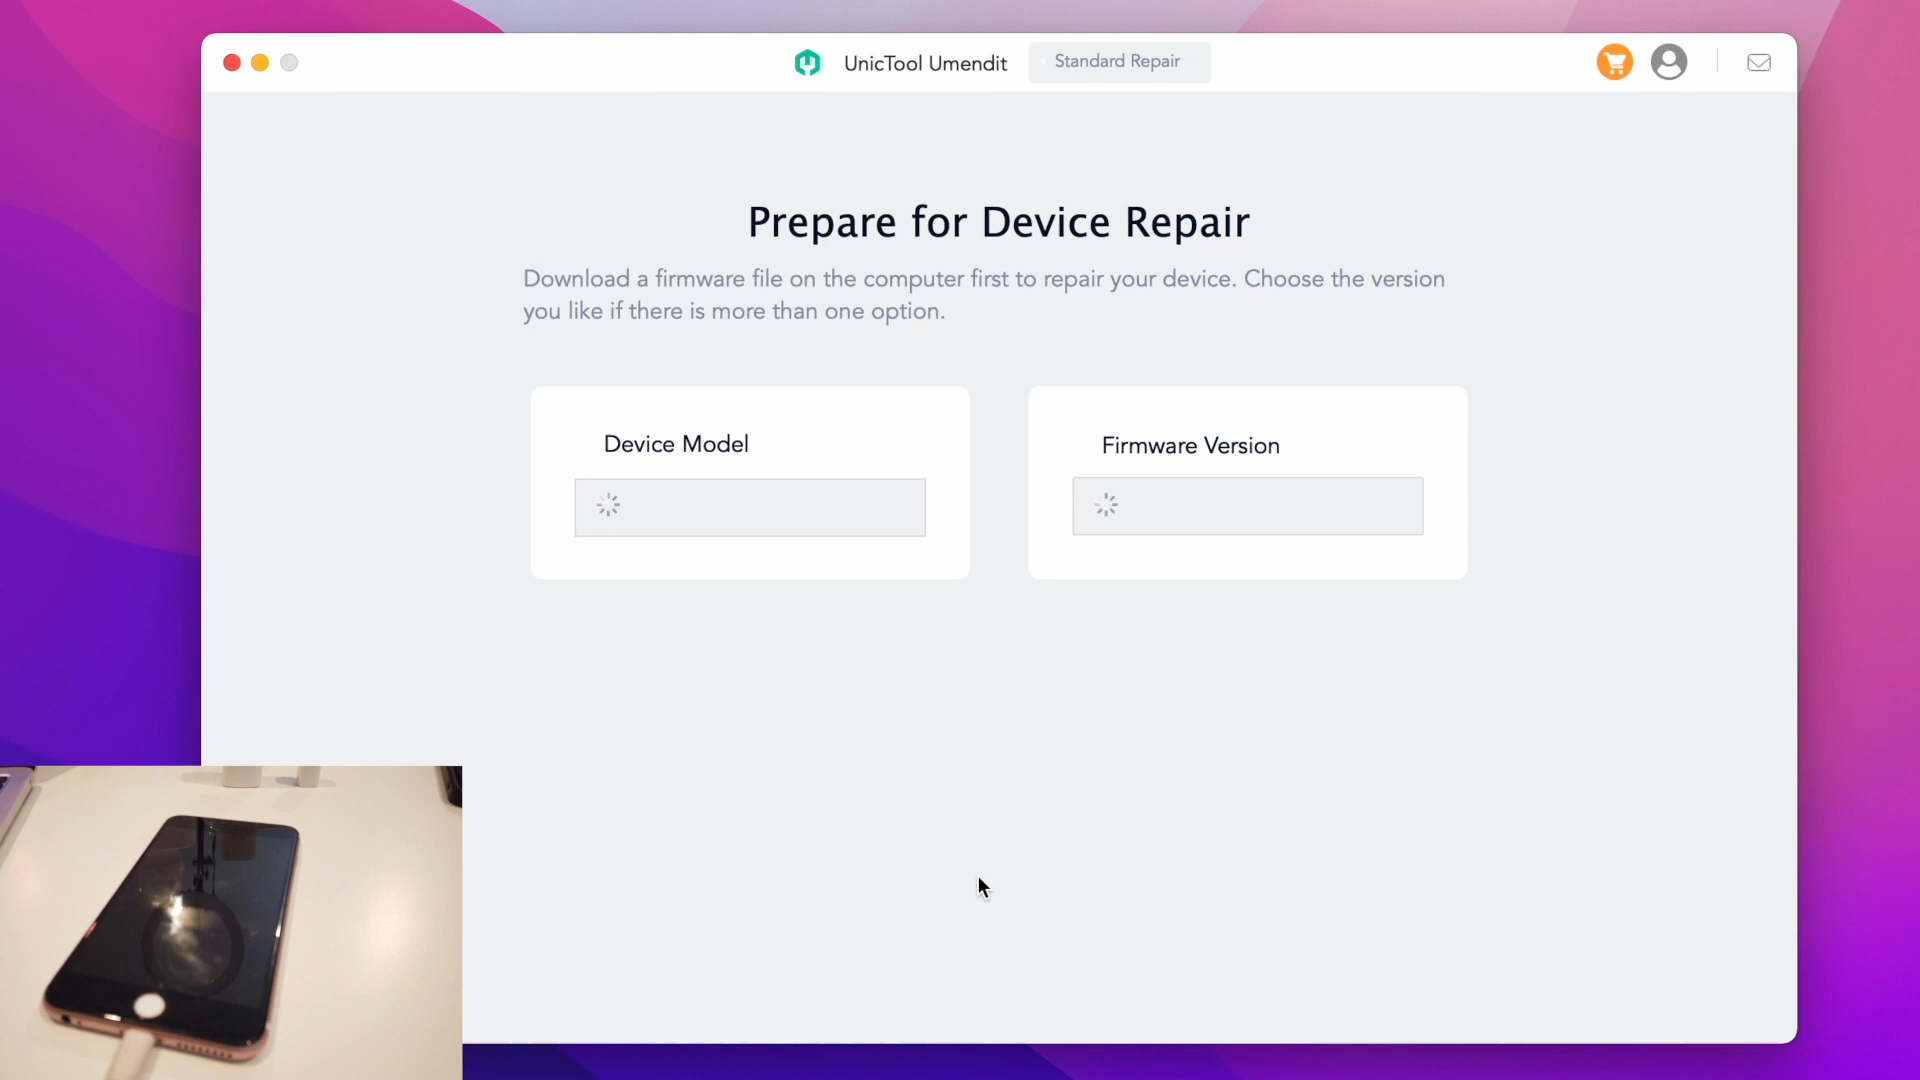 UnicTool Umendit
Standard Repair
Prepare for Device Repair
Download a firmware file on the computer first to repair your device. Choose the version
you like if there is more than one option.
Device Model
Firmware Version